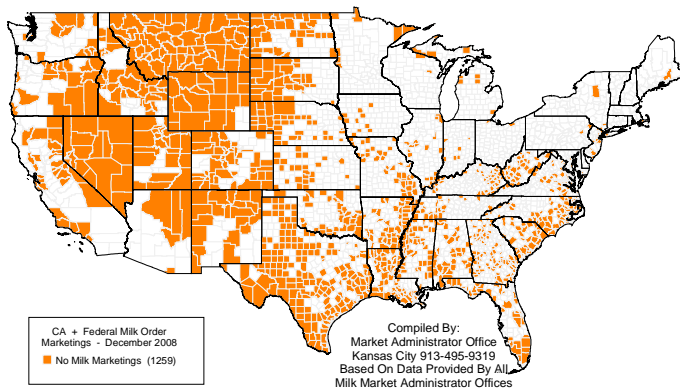 CA + Federal Milk Order
Marketings - December 2008
No Milk Marketings (1259)
Compiled By:
Market Administrator Office
Kansas City 913-495-9319
Based On Data Provided By All
Milk Market Administrator Offices